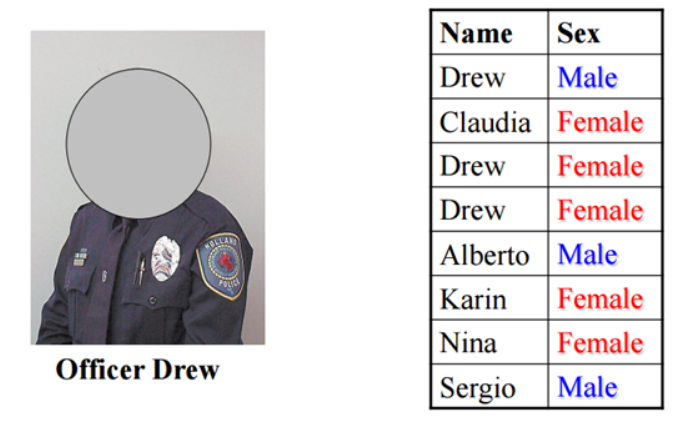 HOLLAND
POLICE
Officer Drew
Name Sex
Drew Male
Claudia Female
Drew Female
Drew Female
Alberto Male
Karin Female
Nina Female
Sergio Male